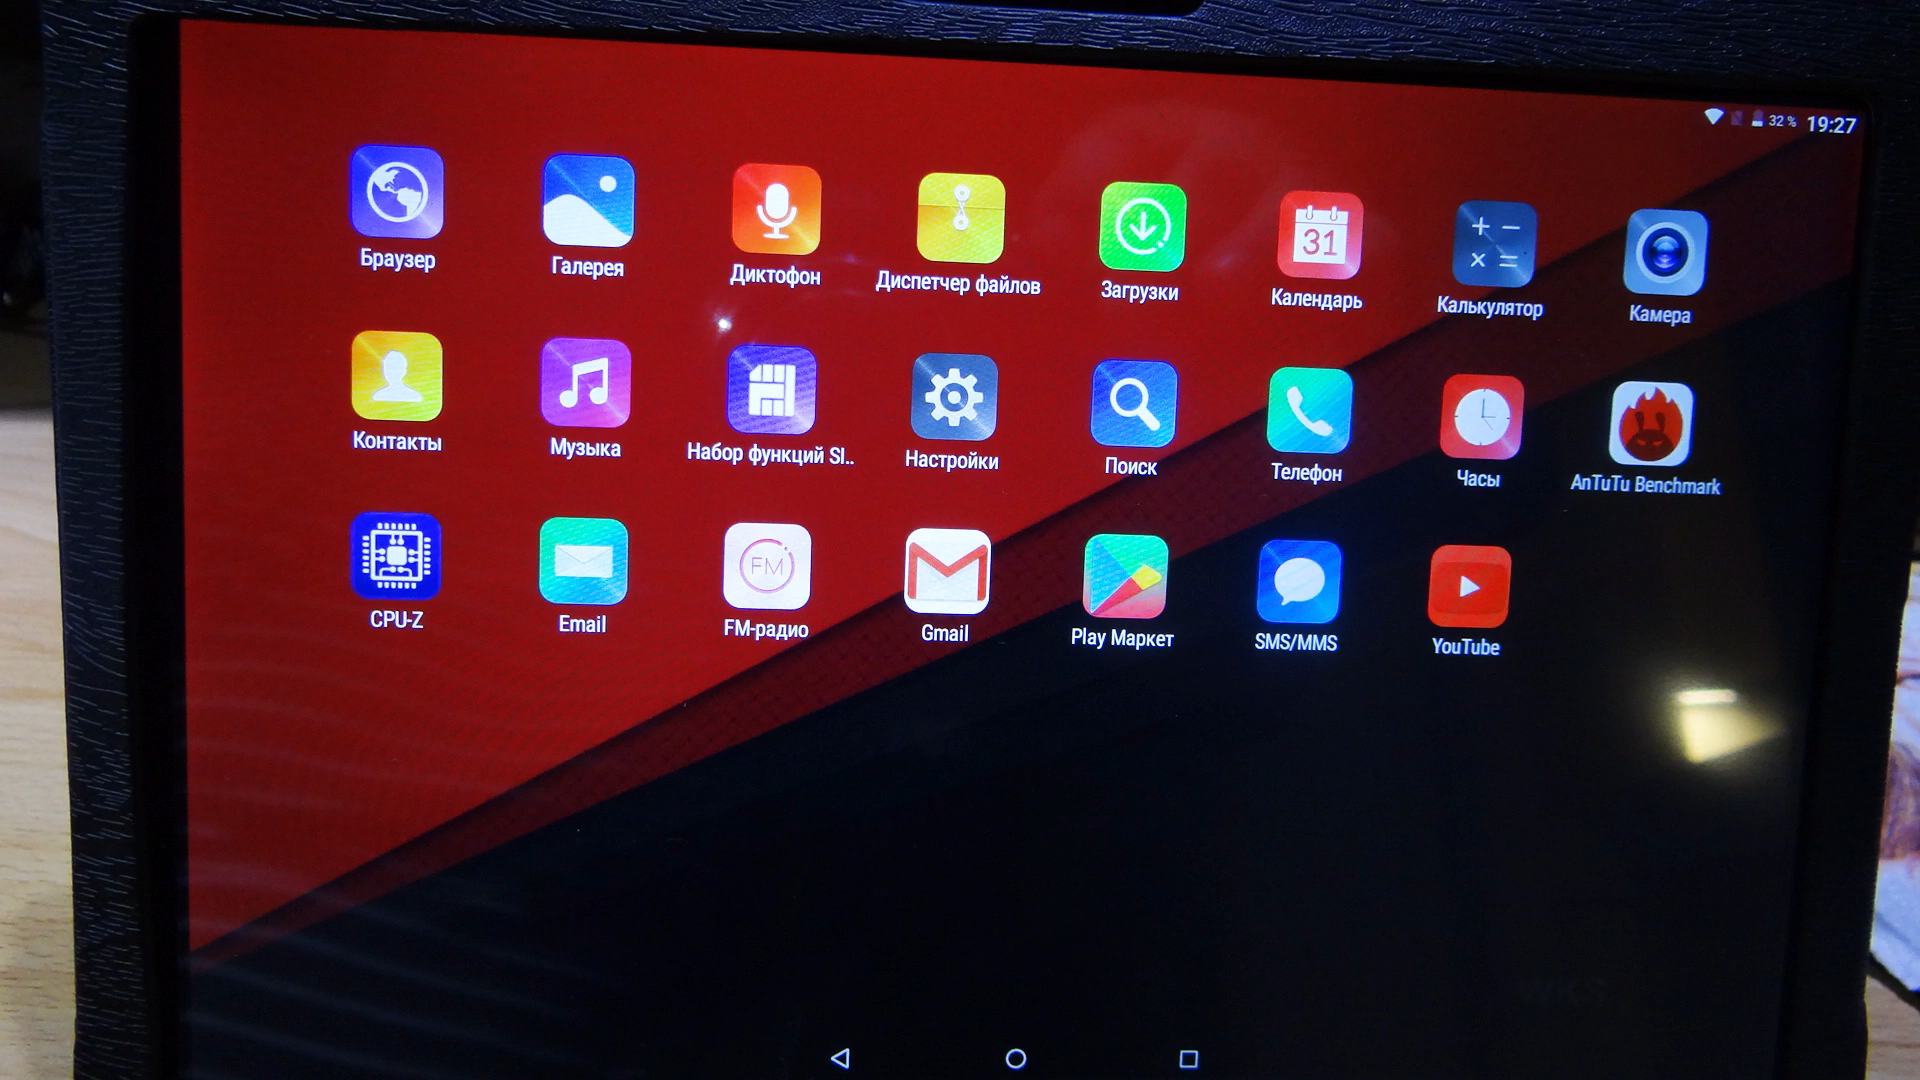 32 % 19:27
Браузер
Галерея
Диктофон
Диспетчер файлов
Загрузки
31
Календарь
Калькулятор
Камера
Контакты
Музыка
Набор функций SI..
Настройки
Поиск
Телефон
Часы
AnTuTu Benchmark
CPU-Z
Email
FM
FM-радио
Gmail
Play Маркет
SMS/MMS
YouTube